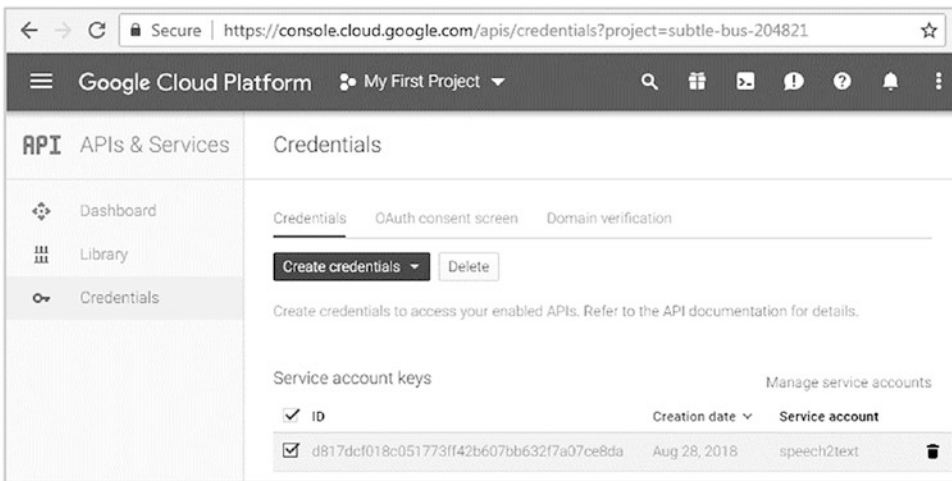 Secure | https://console.cloud.google.com/apis/credentials?project=subtle-bus-204821
Google Cloud Platform My First Project
API APIs & Services
Credentials
Dashboard
Library
Credentials
Credentials OAuth consent screen Domain verification
Create credentials Delete
Create credentials to access your enabled APIs. Refer to the API documentation for details.
Service account keys Manage service accounts
ID Creation date Service account
d817dcf018c051773ff42b607bb632f7a07ce8da Aug 28, 2018 speech2text